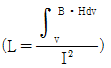 (L = ∫v B・Hdv / I²)